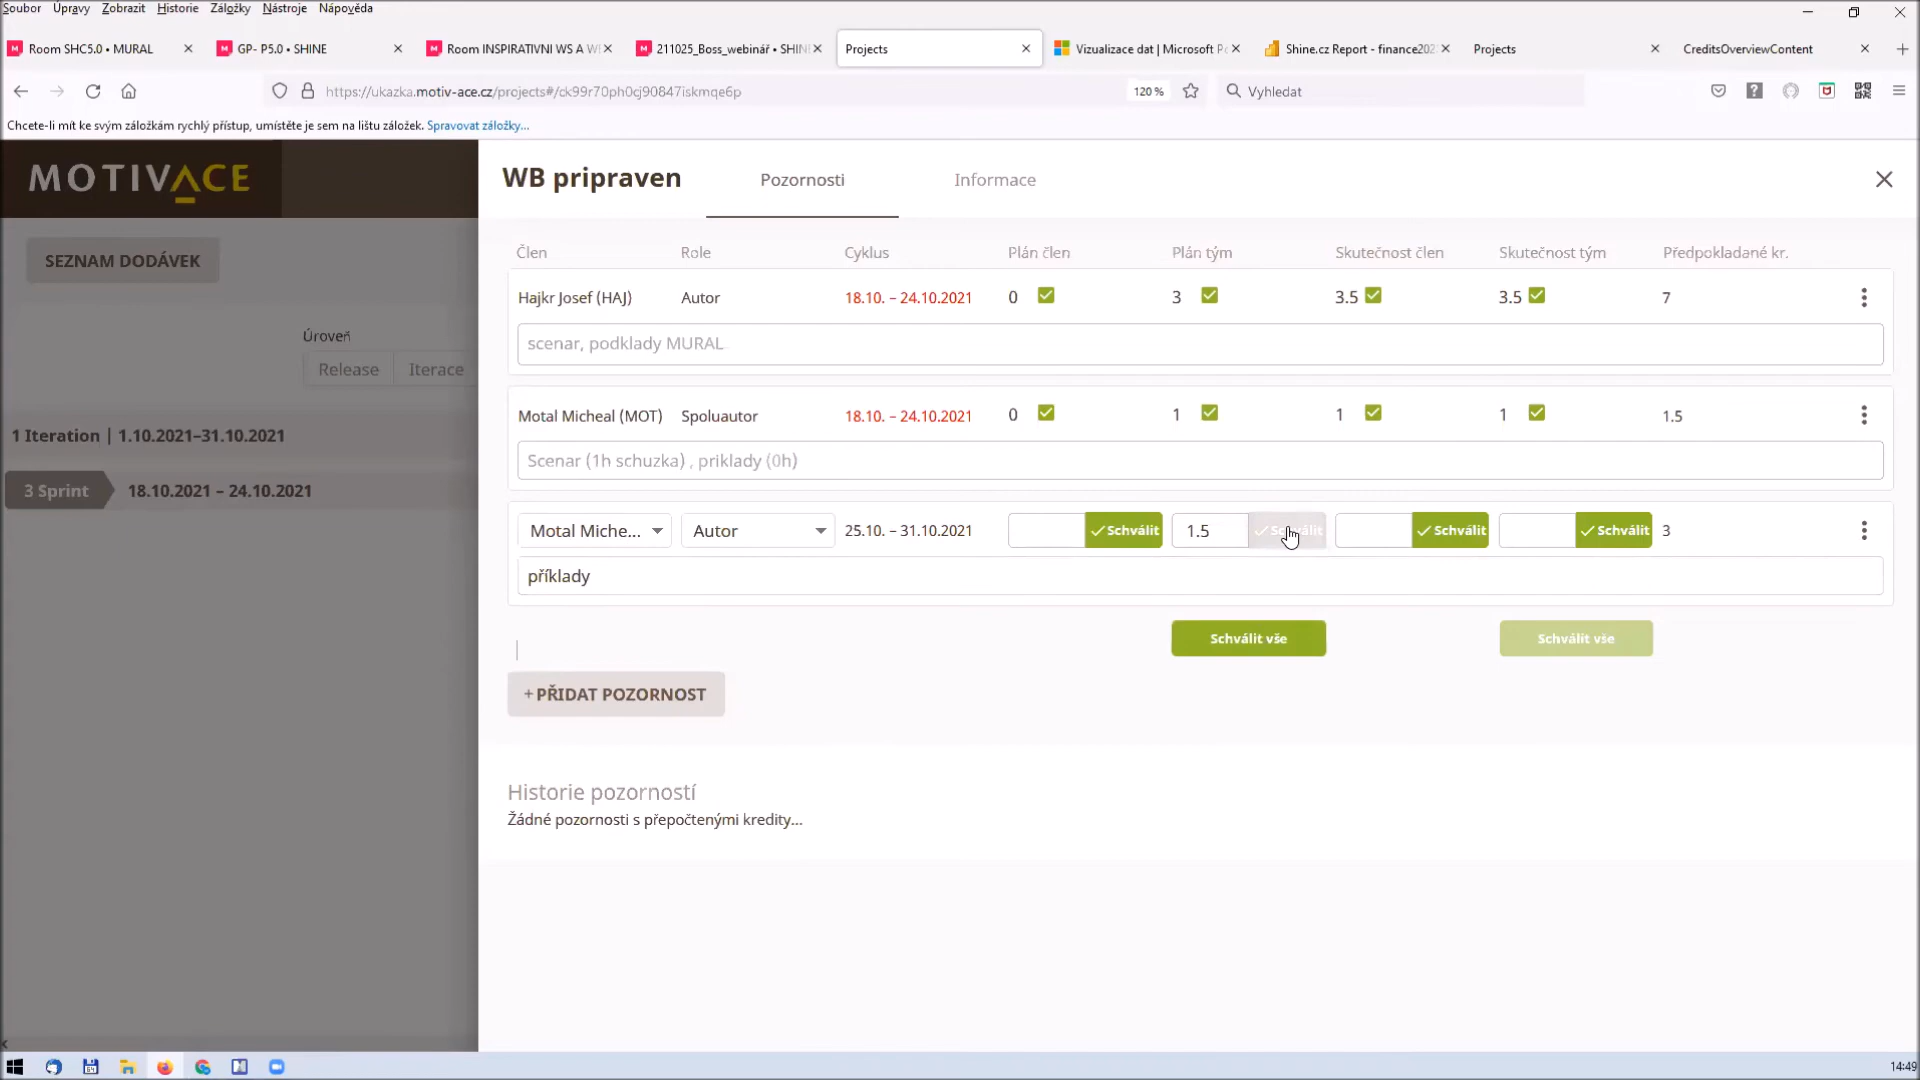 Soubor Úpravy Zobrazit Historie Záložky Nástroje Nápověda
Room SHC5.0 • MURAL
GP- P5.0 • SHINE
Room INSPIRATIVNI WS A W
211025_Boss_webinář • SHIN
Projects
Vizualizace dat | Microsoft P
Shine.cz Report - finance202
Projects
CreditsOverviewContent
https://ukazka.motiv-ace.cz/projects#/ck99r70ph0cj90847iskmqe6p
120 %
Vyhledat
Chcete-li mít ke svým záložkám rychlý přístup, umístěte je sem na lištu záložek. Spravovat záložky...
MOTIVACE
WB pripraven
Pozornosti
Informace
SEZNAM DODÁVEK
Úroveň
Release Iterace
1 Iteration | 1.10.2021–31.10.2021
3 Sprint 18.10.2021 – 24.10.2021
Člen Role Cyklus Plán člen Plán tým Skutečnost člen Skutečnost tým Předpokládané kr.
Hajkr Josef (HAJ) Autor 18.10. – 24.10.2021 0 3 3.5 3.5 7
scenar, podklady MURAL
Motal Micheal (MOT) Spoluautor 18.10. – 24.10.2021 0 1 1 1 1.5
Scenar (1h schuzka) , priklady (0h)
Motal Miche... Autor 25.10. – 31.10.2021 Schválit 1.5 Schválit Schválit Schválit 3
příklady
Schválit vše Schválit vše
+ PŘIDAT POZORNOST
Historie pozorností
Žádné pozornosti s přepočtenými kredity...
14:49